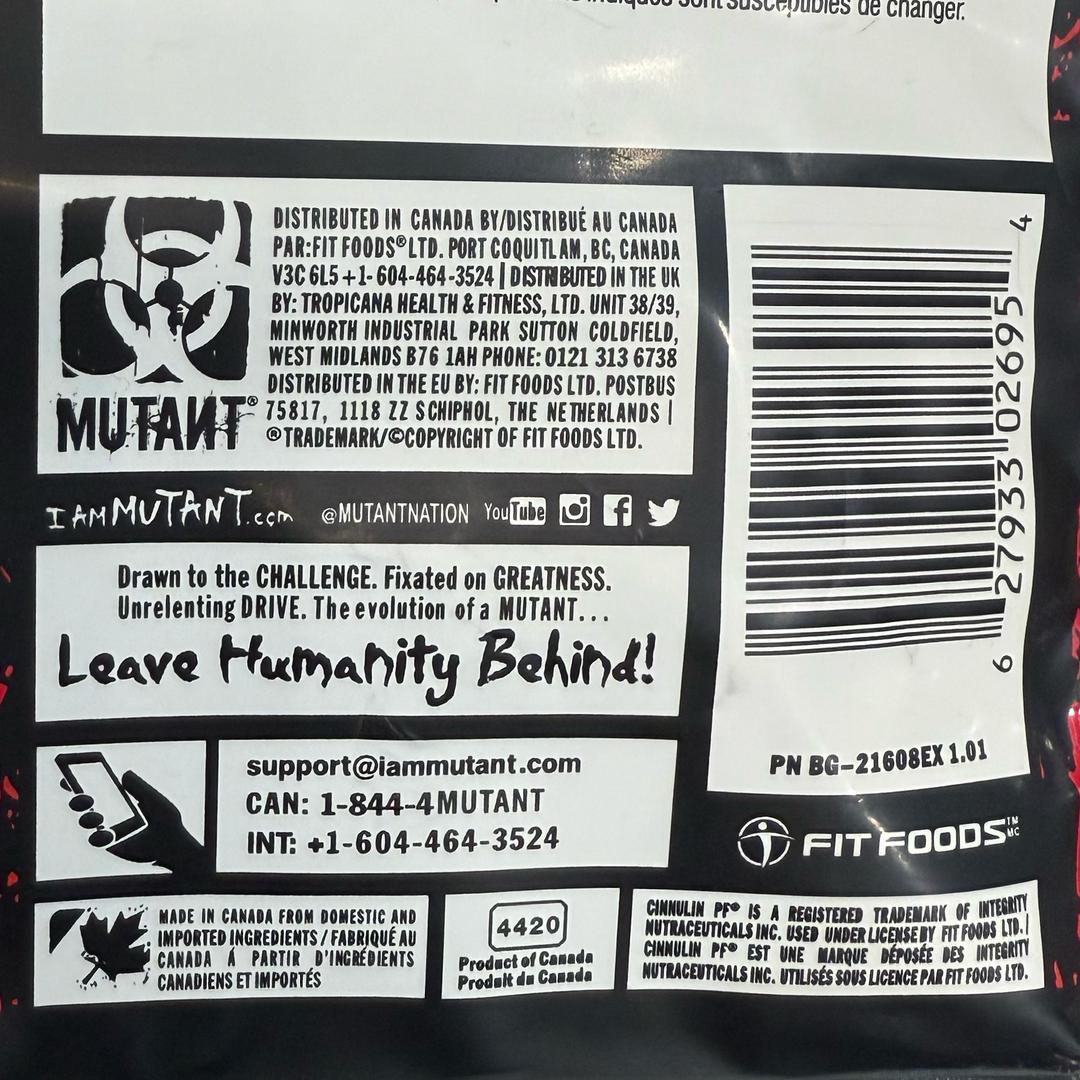 indiqués sont susceptibles de changer.
DISTRIBUTED IN CANADA BY/DISTRIBUÉ AU CANADA
PAR:FIT FOODS® LTD. PORT COQUITLAM, BC, CANADA
V3C 6L5 +1-604-464-3524 | DISTRIBUTED IN THE UK
BY: TROPICANA HEALTH & FITNESS, LTD. UNIT 38/39,
MINWORTH INDUSTRIAL PARK SUTTON COLDFIELD,
WEST MIDLANDS B76 1AH PHONE: 0121 313 6738
DISTRIBUTED IN THE EU BY: FIT FOODS LTD. POSTBUS
75817, 1118 ZZ SCHIPHOL, THE NETHERLANDS |
®TRADEMARK/©COPYRIGHT OF FIT FOODS LTD.
MUTANT®
IAMMUTANT.com @MUTANTNATION YouTube
Drawn to the CHALLENGE. Fixated on GREATNESS.
Unrelenting DRIVE. The evolution of a MUTANT...
Leave Humanity Behind!
support@iammutant.com
CAN: 1-844-4MUTANT
INT: +1-604-464-3524
MADE IN CANADA FROM DOMESTIC AND
IMPORTED INGREDIENTS / FABRIQUÉ AU
CANADA Á PARTIR D'INGRÉDIENTS
CANADIENS ET IMPORTÉS
4420
Product of Canada
Produit du Canada
6 27933 02695 4
PN BG-21608EX 1.01
FIT FOODS™ MC
CINNULIN PF® IS A REGISTERED TRADEMARK OF INTEGRITY
NUTRACEUTICALS INC. USED UNDER LICENSE BY FIT FOODS LTD. /
CINNULIN PF® EST UNE MARQUE DÉPOSÉE DES INTEGRITY
NUTRACEUTICALS INC. UTILISÉS SOUS LICENCE PAR FIT FOODS LTD.